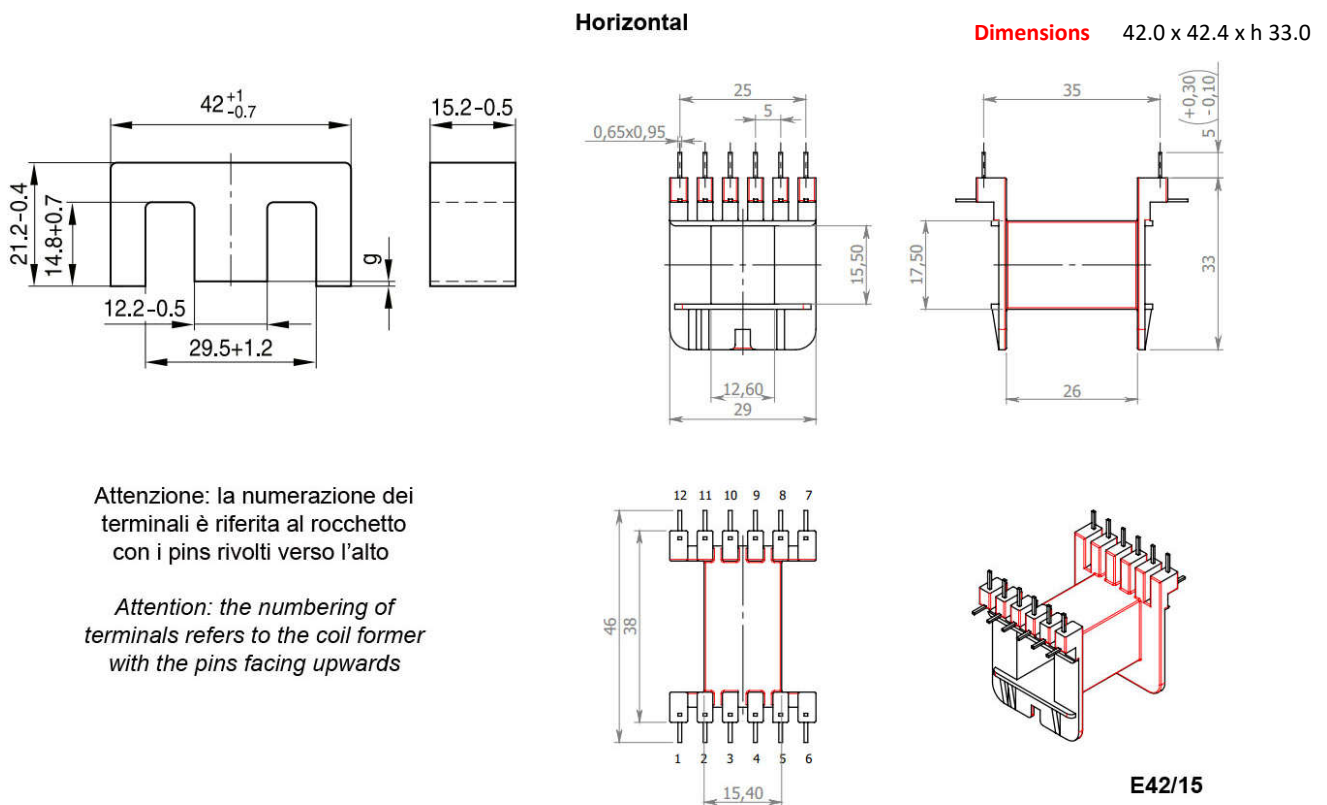 Horizontal
Dimensions 42.0 x 42.4 x h 33.0
42 +1 -0.7
15.2-0.5
21.2-0.4
14.8+0.7
g
12.2-0.5
29.5+1.2
25
5
0,65x0,95
15,50
12,60
29
35
5 (+0,30 -0,10)
17,50
33
26
Attenzione: la numerazione dei
terminali è riferita al rocchetto
con i pins rivolti verso l'alto
Attention: the numbering of
terminals refers to the coil former
with the pins facing upwards
12 11 10 9 8 7
46
38
1 2 3 4 5 6
15,40
E42/15